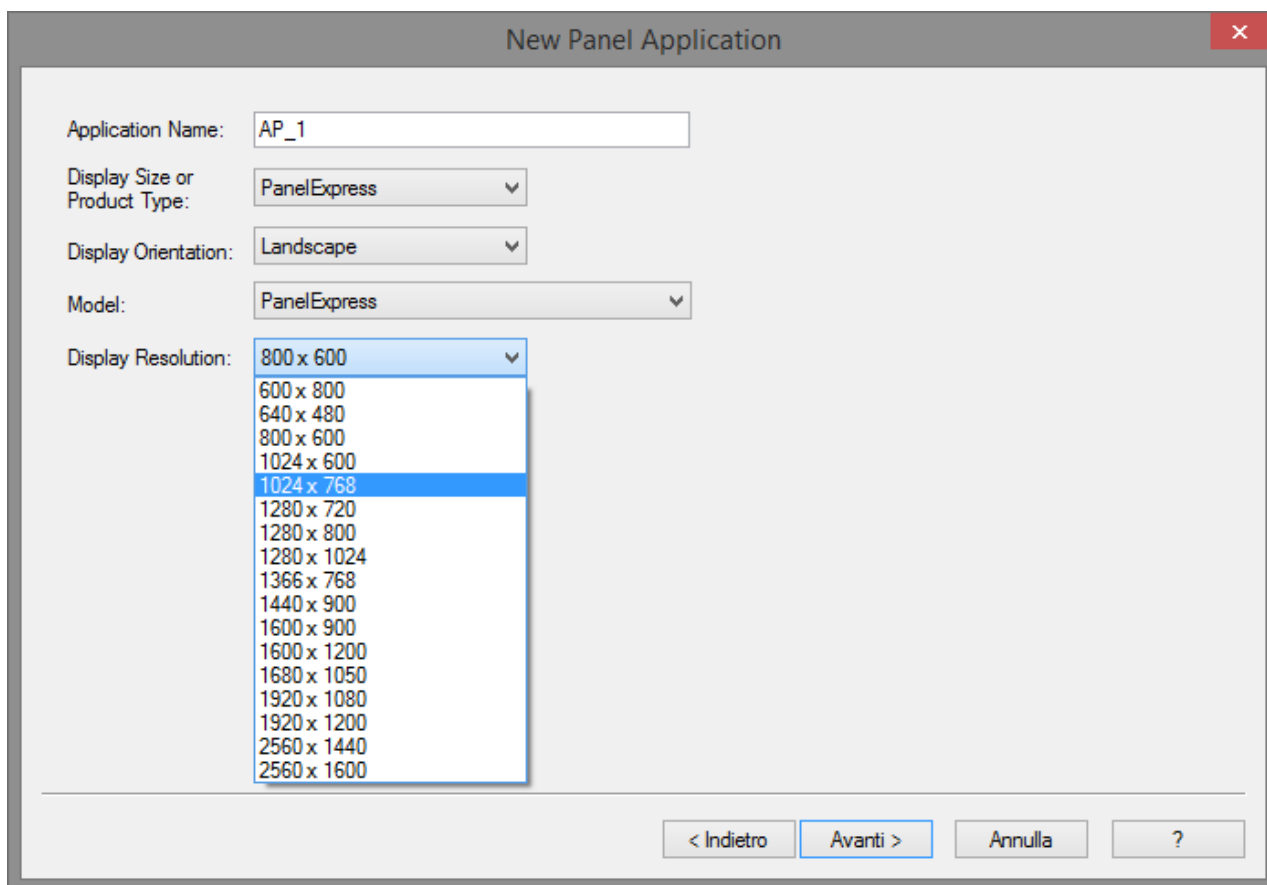 New Panel Application
Application Name: AP_1
Display Size or
Product Type: PanelExpress
Display Orientation: Landscape
Model: PanelExpress
Display Resolution: 800 x 600
600 x 800
640 x 480
800 x 600
1024 x 600
1024 x 768
1280 x 720
1280 x 800
1280 x 1024
1366 x 768
1440 x 900
1600 x 900
1600 x 1200
1680 x 1050
1920 x 1080
1920 x 1200
2560 x 1440
2560 x 1600
< Indietro Avanti > Annulla ?